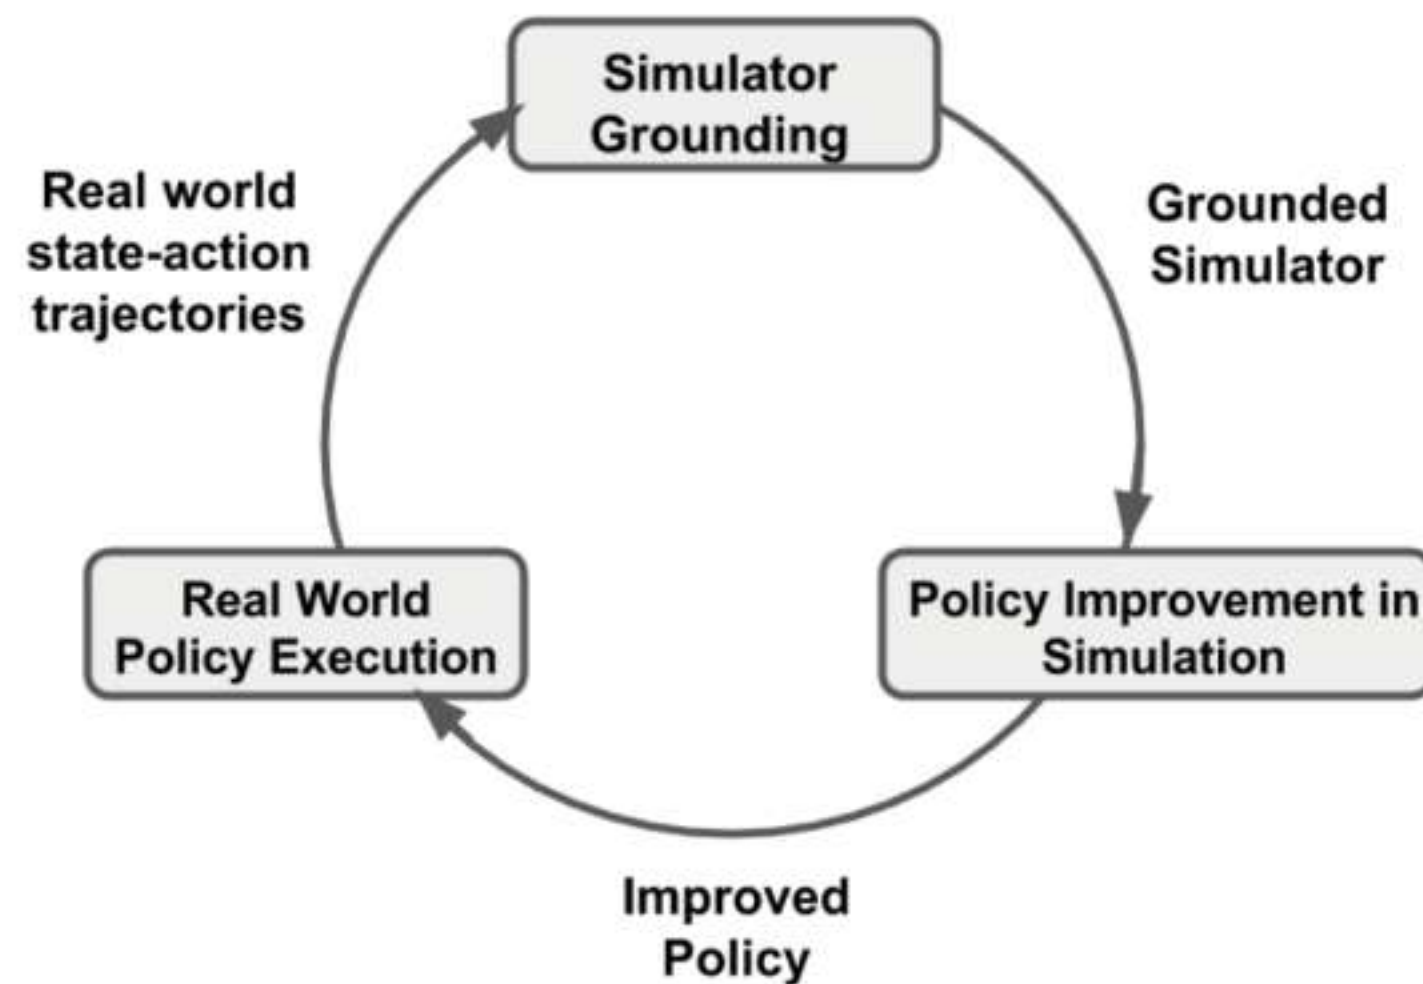 Simulator
Grounding
Real world
state-action
trajectories
Grounded
Simulator
Real World
Policy Execution
Policy Improvement in
Simulation
Improved
Policy